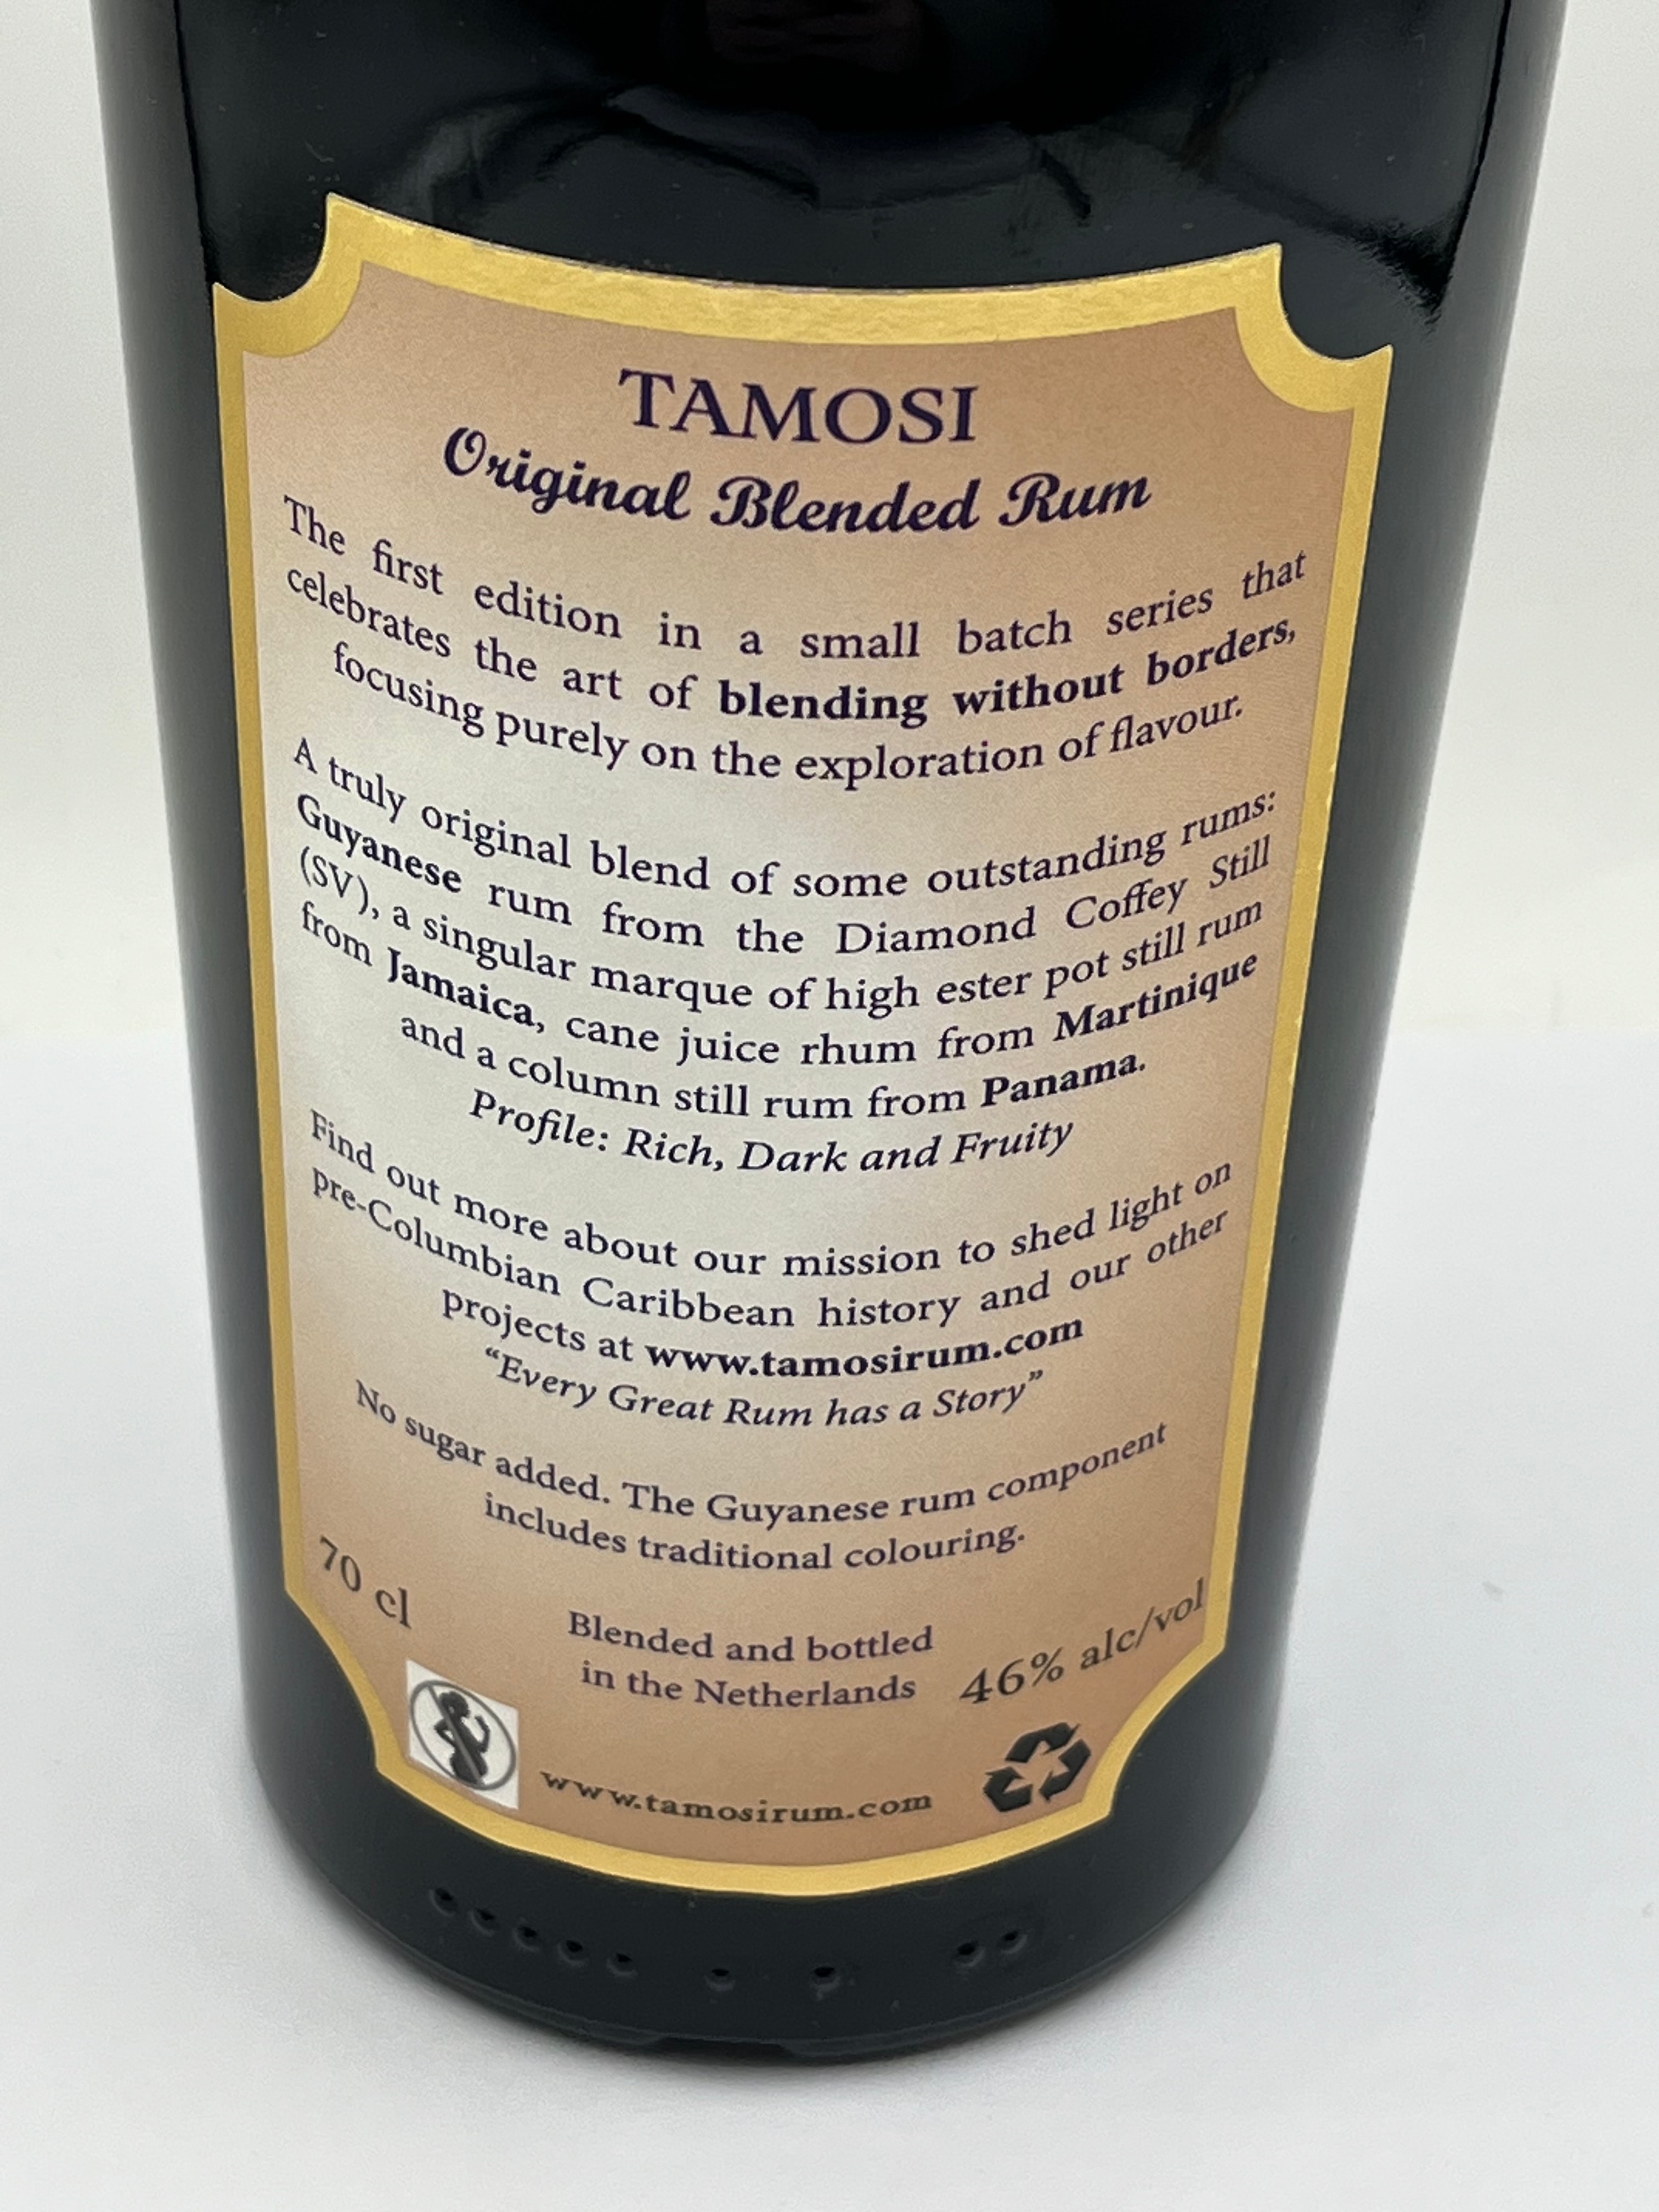 TAMOSI
Original Blended Rum
The first edition in a small batch series that
celebrates the art of blending without borders,
focusing purely on the exploration of flavour.
A truly original blend of some outstanding rums:
Guyanese rum from the Diamond Coffey Still
(SV), a singular marque of high ester pot still rum
from Jamaica, cane juice rhum from Martinique
and a column still rum from Panama.
Profile: Rich, Dark and Fruity
Find out more about our mission to shed light on
pre-Columbian Caribbean history and our other
projects at www.tamosirum.com
“Every Great Rum has a Story”
No sugar added. The Guyanese rum component
includes traditional colouring.
70 cl
Blended and bottled
in the Netherlands
46% alc/vol
www.tamosirum.com